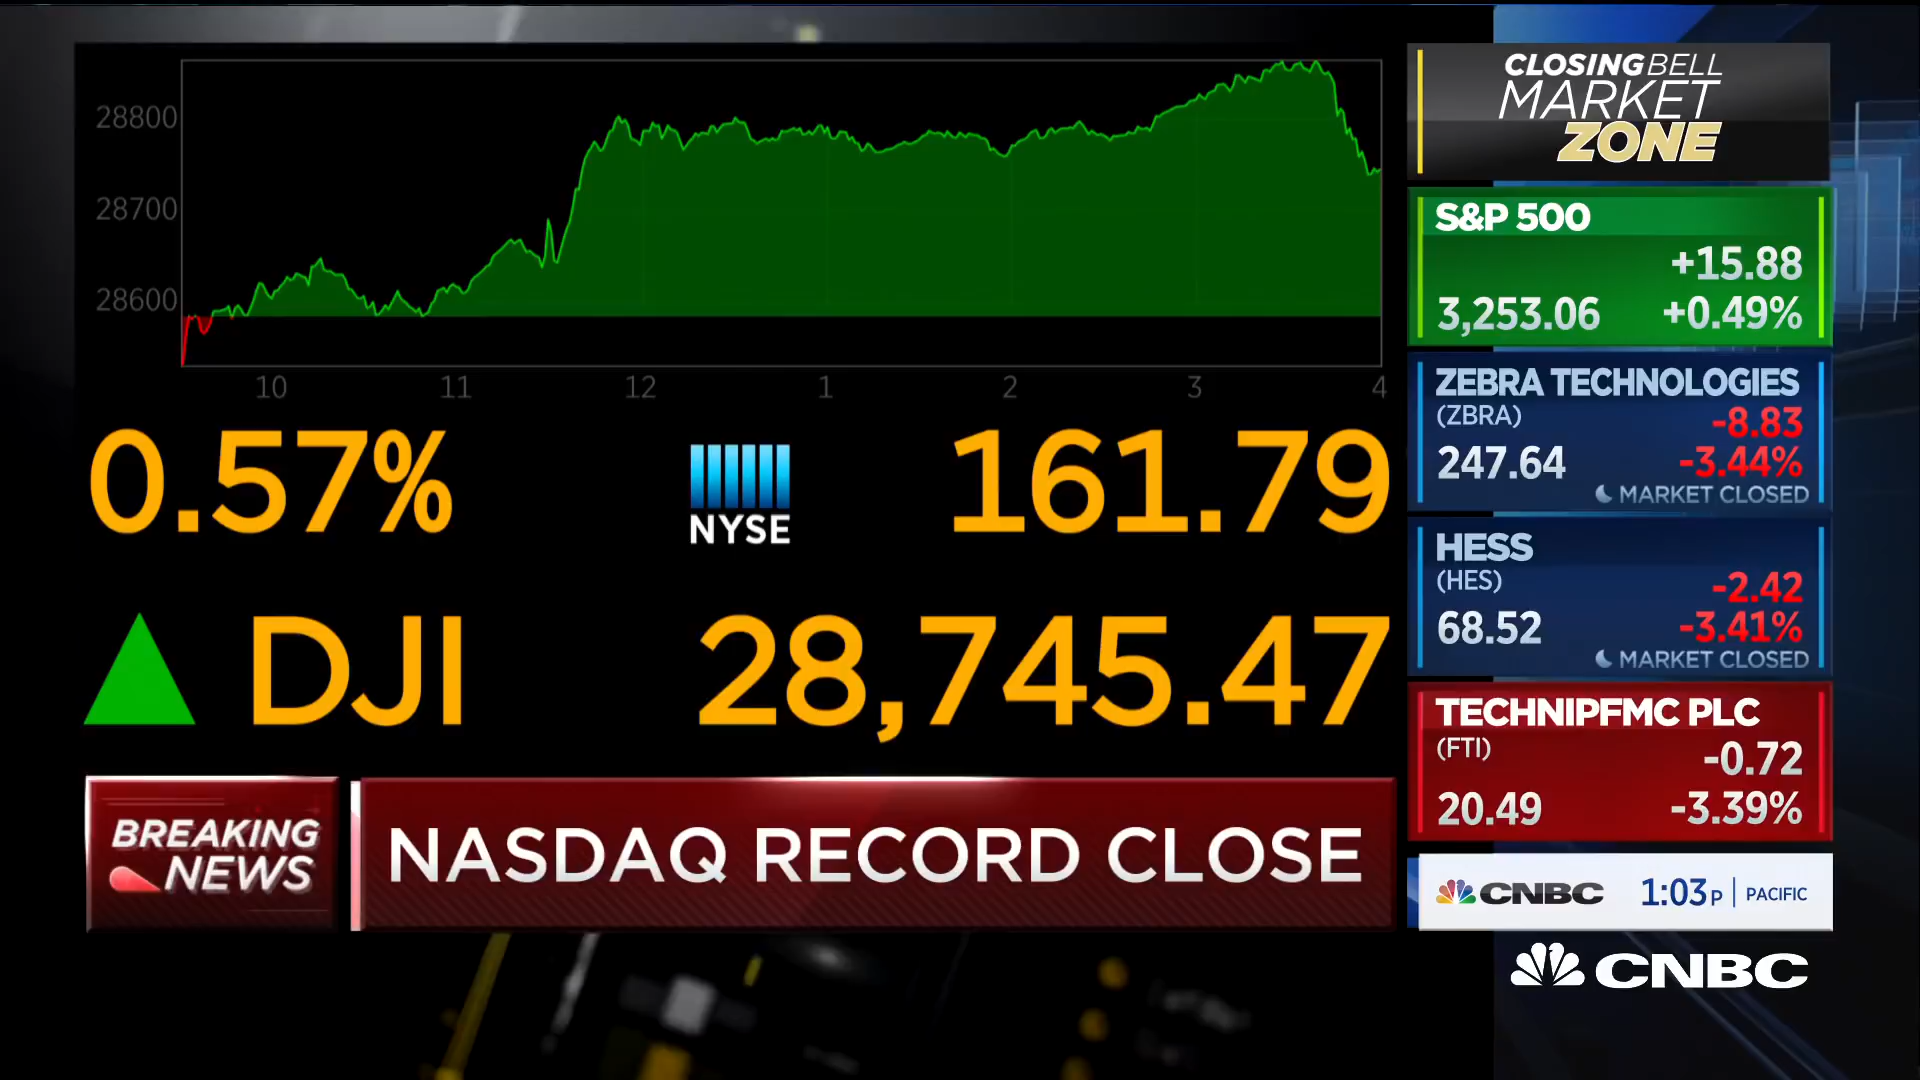 28800
28700
28600
10 11 12 1 2 3 4
0.57% NYSE 161.79
DJI 28,745.47
BREAKING
NEWS
NASDAQ RECORD CLOSE
CLOSING BELL
MARKET
ZONE
S&P 500
+15.88
3,253.06 +0.49%
ZEBRA TECHNOLOGIES
(ZBRA) -8.83
247.64 -3.44%
MARKET CLOSED
HESS
(HES) -2.42
68.52 -3.41%
MARKET CLOSED
TECHNIPFMC PLC
(FTI) -0.72
20.49 -3.39%
CNBC 1:03P PACIFIC
CNBC